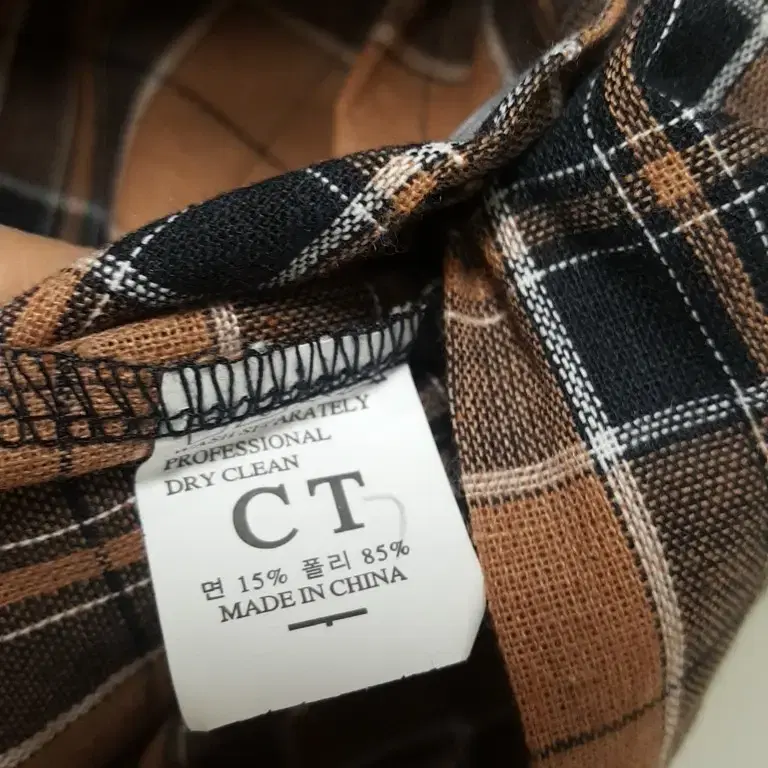 PROFESSIONAL
DRY CLEAN
CT
면 15% 폴리 85%
MADE IN CHINA